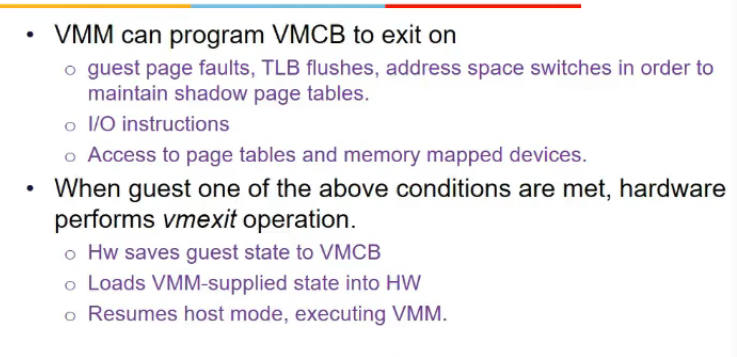 • VMM can program VMCB to exit on
o guest page faults, TLB flushes, address space switches in order to
maintain shadow page tables.
o I/O instructions
o Access to page tables and memory mapped devices.
• When guest one of the above conditions are met, hardware
performs vmexit operation.
o Hw saves guest state to VMCB
o Loads VMM-supplied state into HW
o Resumes host mode, executing VMM.